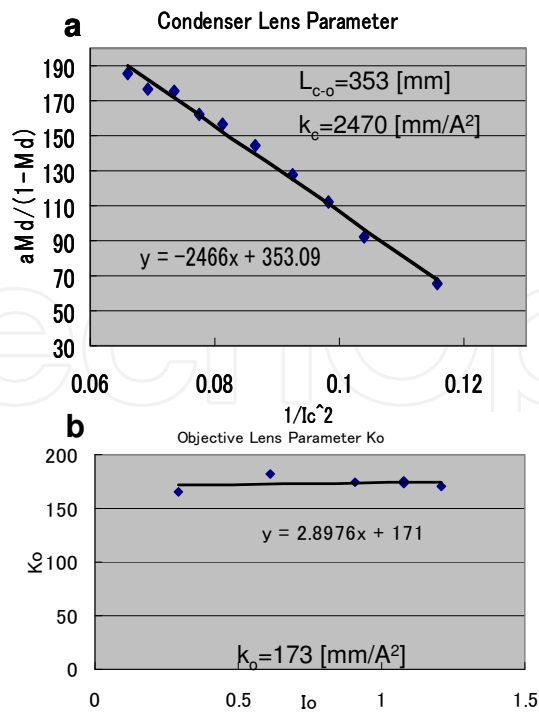 a
Condenser Lens Parameter
aMd/(1-Md)
190
170
150
130
110
90
70
50
30
L_c-o=353 [mm]
k_c=2470 [mm/A²]
y = -2466x + 353.09
0.06 0.08 0.1 0.12
1/Ic^2
b
Objective Lens Parameter Ko
Ko
200
150
100
50
0
y = 2.8976x + 171
k_o=173 [mm/A²]
0 0.5 1 1.5
Io